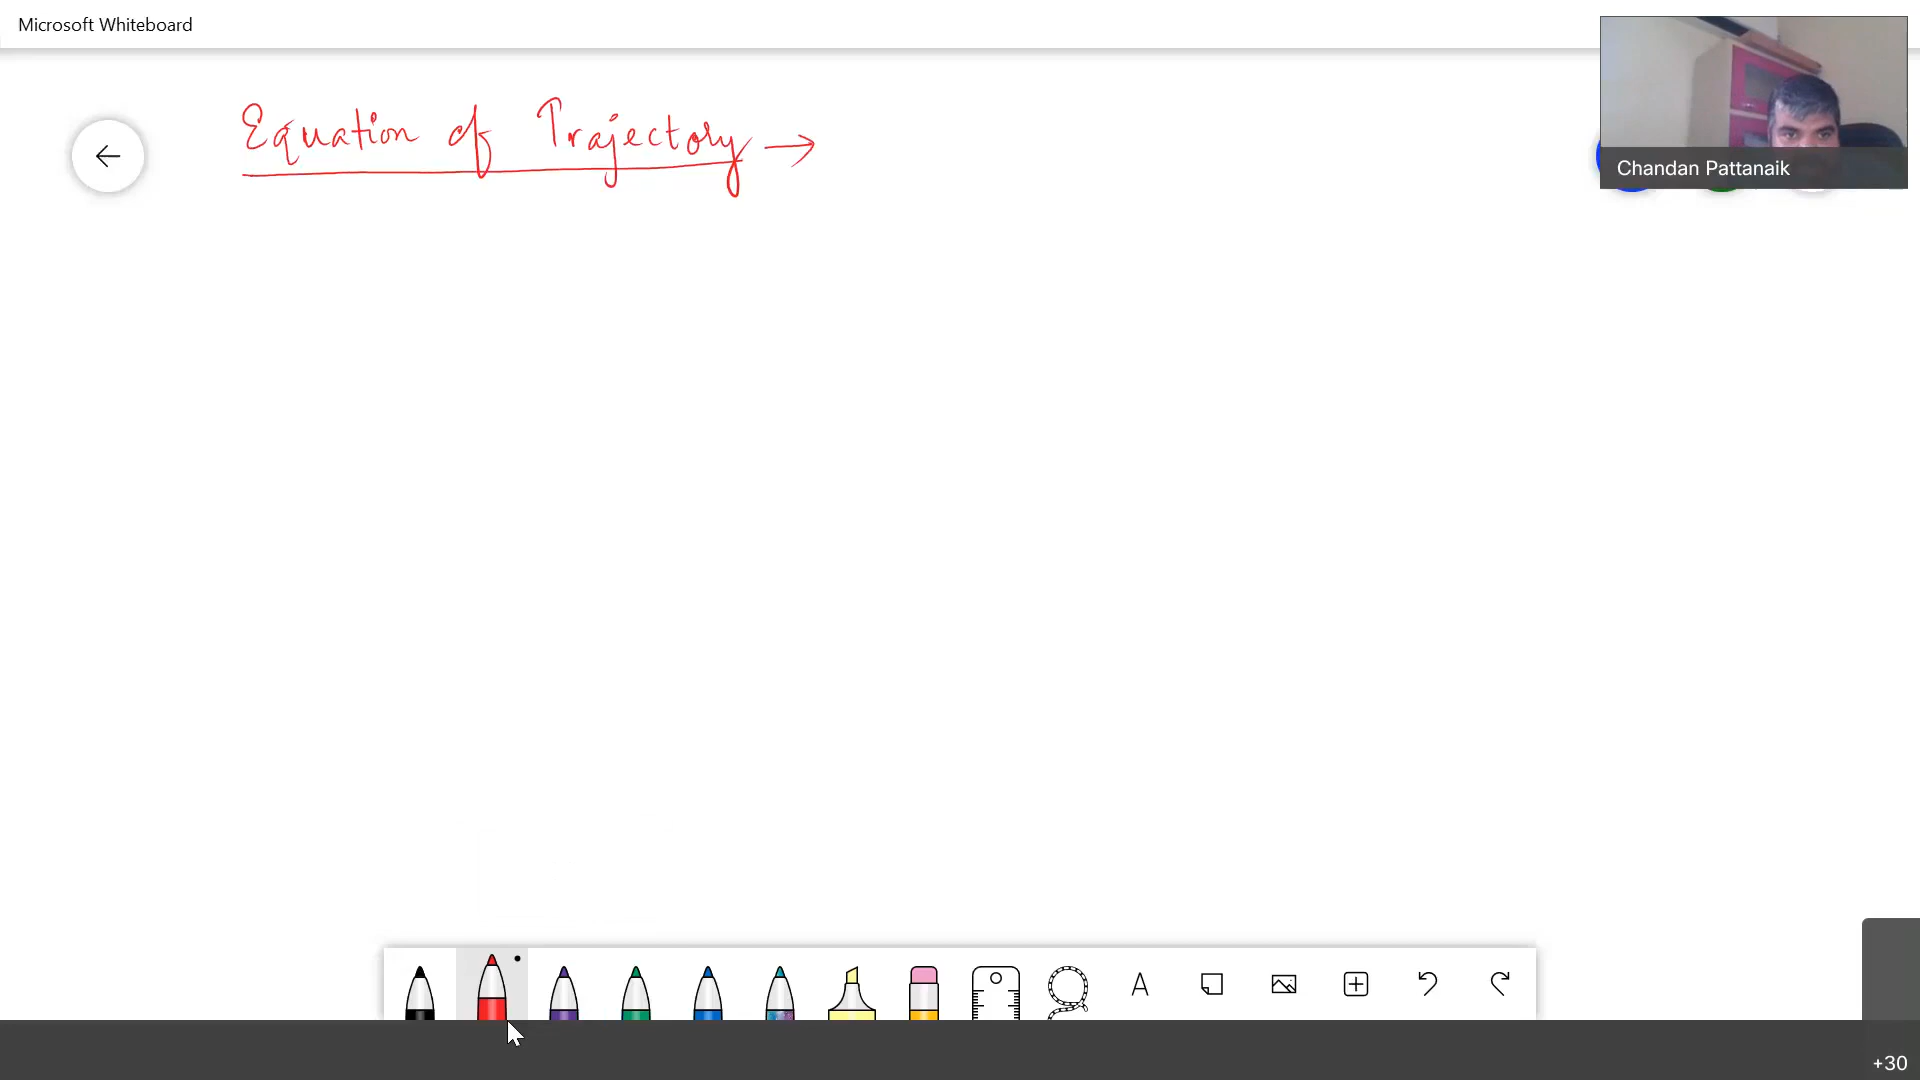 Microsoft Whiteboard
Equation of Trajectory →
Chandan Pattanaik
A
+30